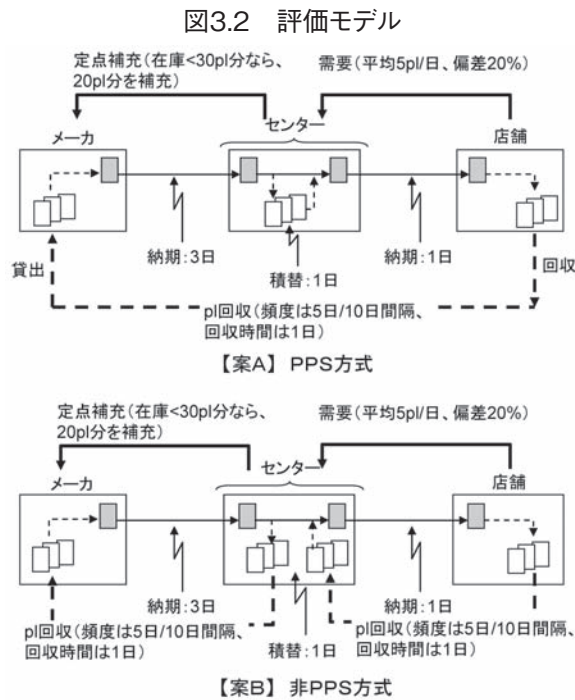 図3.2　評価モデル
定点補充(在庫<30pl分なら、
20pl分を補充)
需要(平均5pl/日、偏差20%)
メーカ
センター
店舗
納期:3日
積替:1日
納期:1日
貸出
回収
pl回収(頻度は5日/10日間隔、
回収時間は1日)
【案A】 PPS方式
定点補充(在庫<30pl分なら、
20pl分を補充)
需要(平均5pl/日、偏差20%)
メーカ
センター
店舗
納期:3日
納期:1日
pl回収(頻度は5日/10日間隔、
回収時間は1日)
積替:1日
pl回収(頻度は5日/10日間隔、
回収時間は1日)
【案B】 非PPS方式